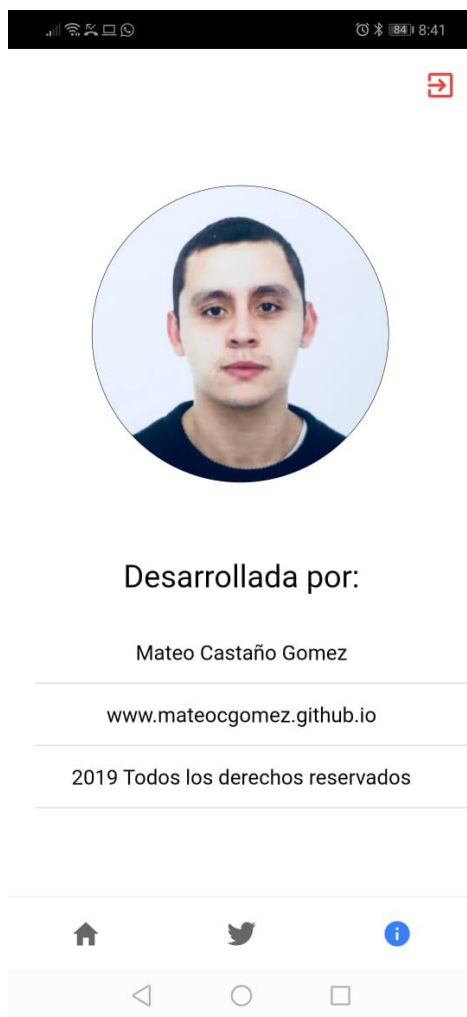 84 8:41
Desarrollada por:
Mateo Castaño Gomez
www.mateocgomez.github.io
2019 Todos los derechos reservados